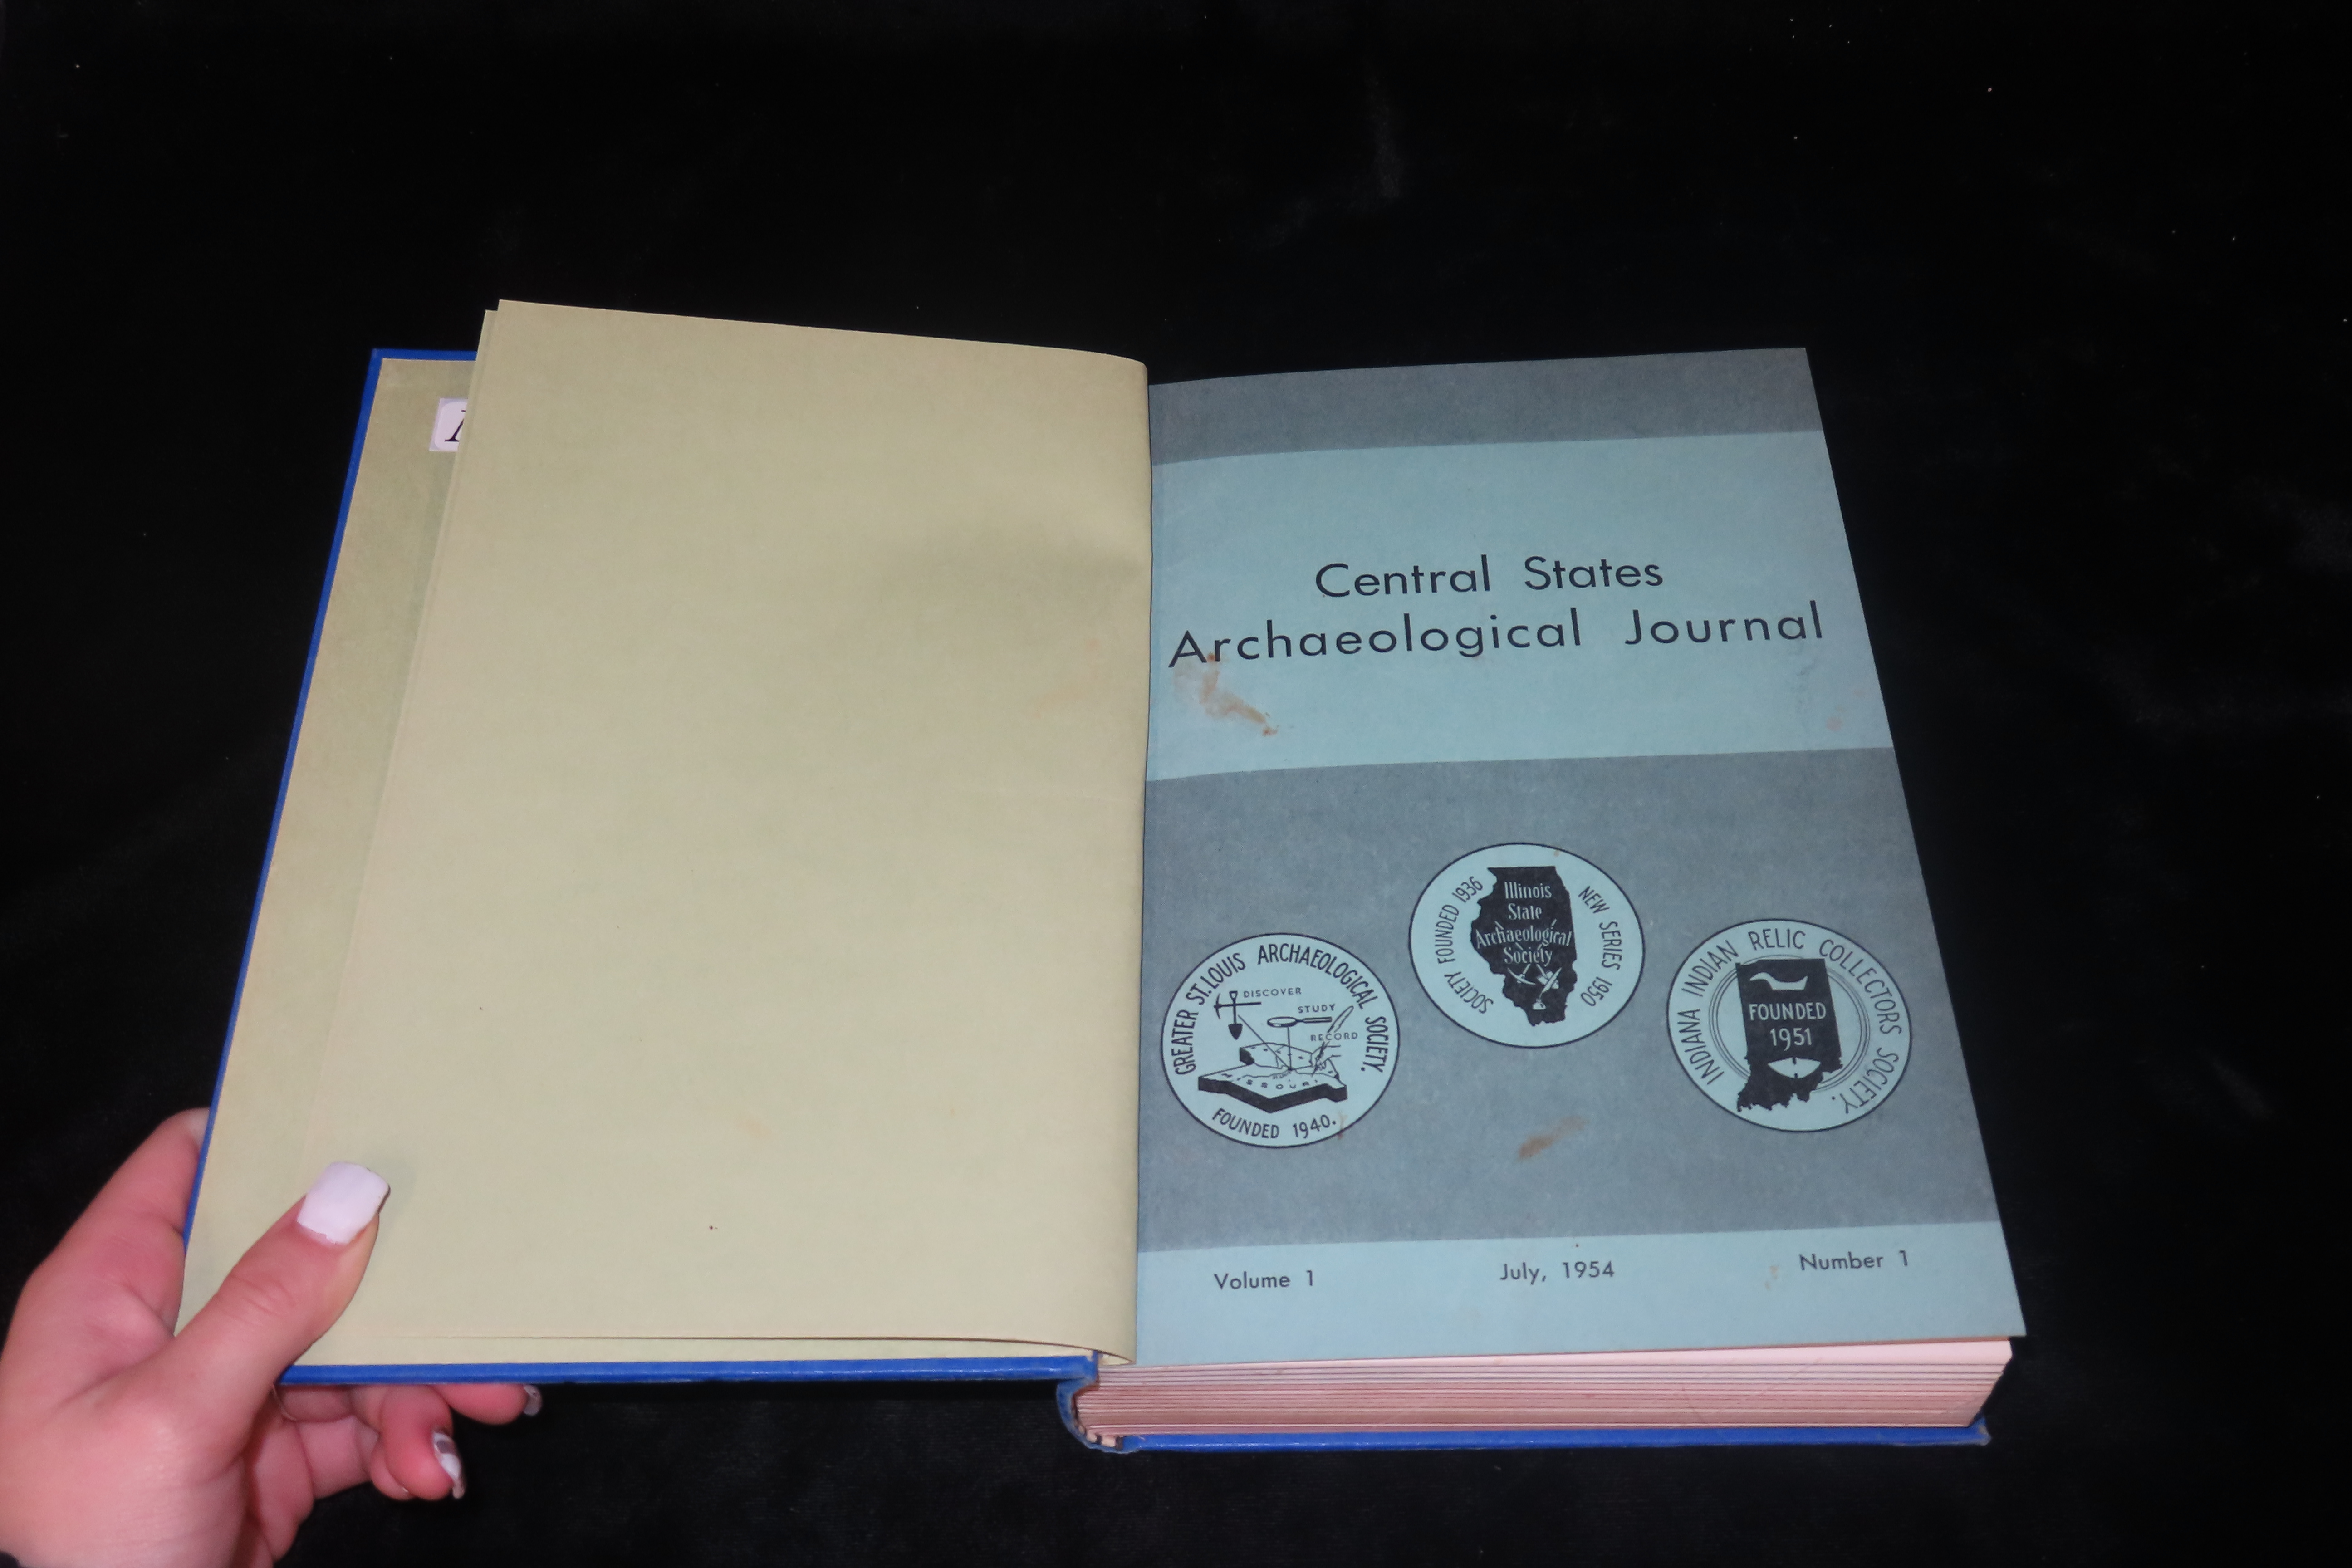 Central States
Archaeological Journal
GREATER ST. LOUIS ARCHAEOLOGICAL SOCIETY.
DISCOVER
STUDY
RECORD
MISSOURI
FOUNDED 1940.
SOCIETY FOUNDED 1936
Illinois
State
Archaeological
Society
NEW SERIES 1950
INDIANA INDIAN RELIC COLLECTORS SOCIETY.
FOUNDED
1951
Volume 1 July, 1954 Number 1